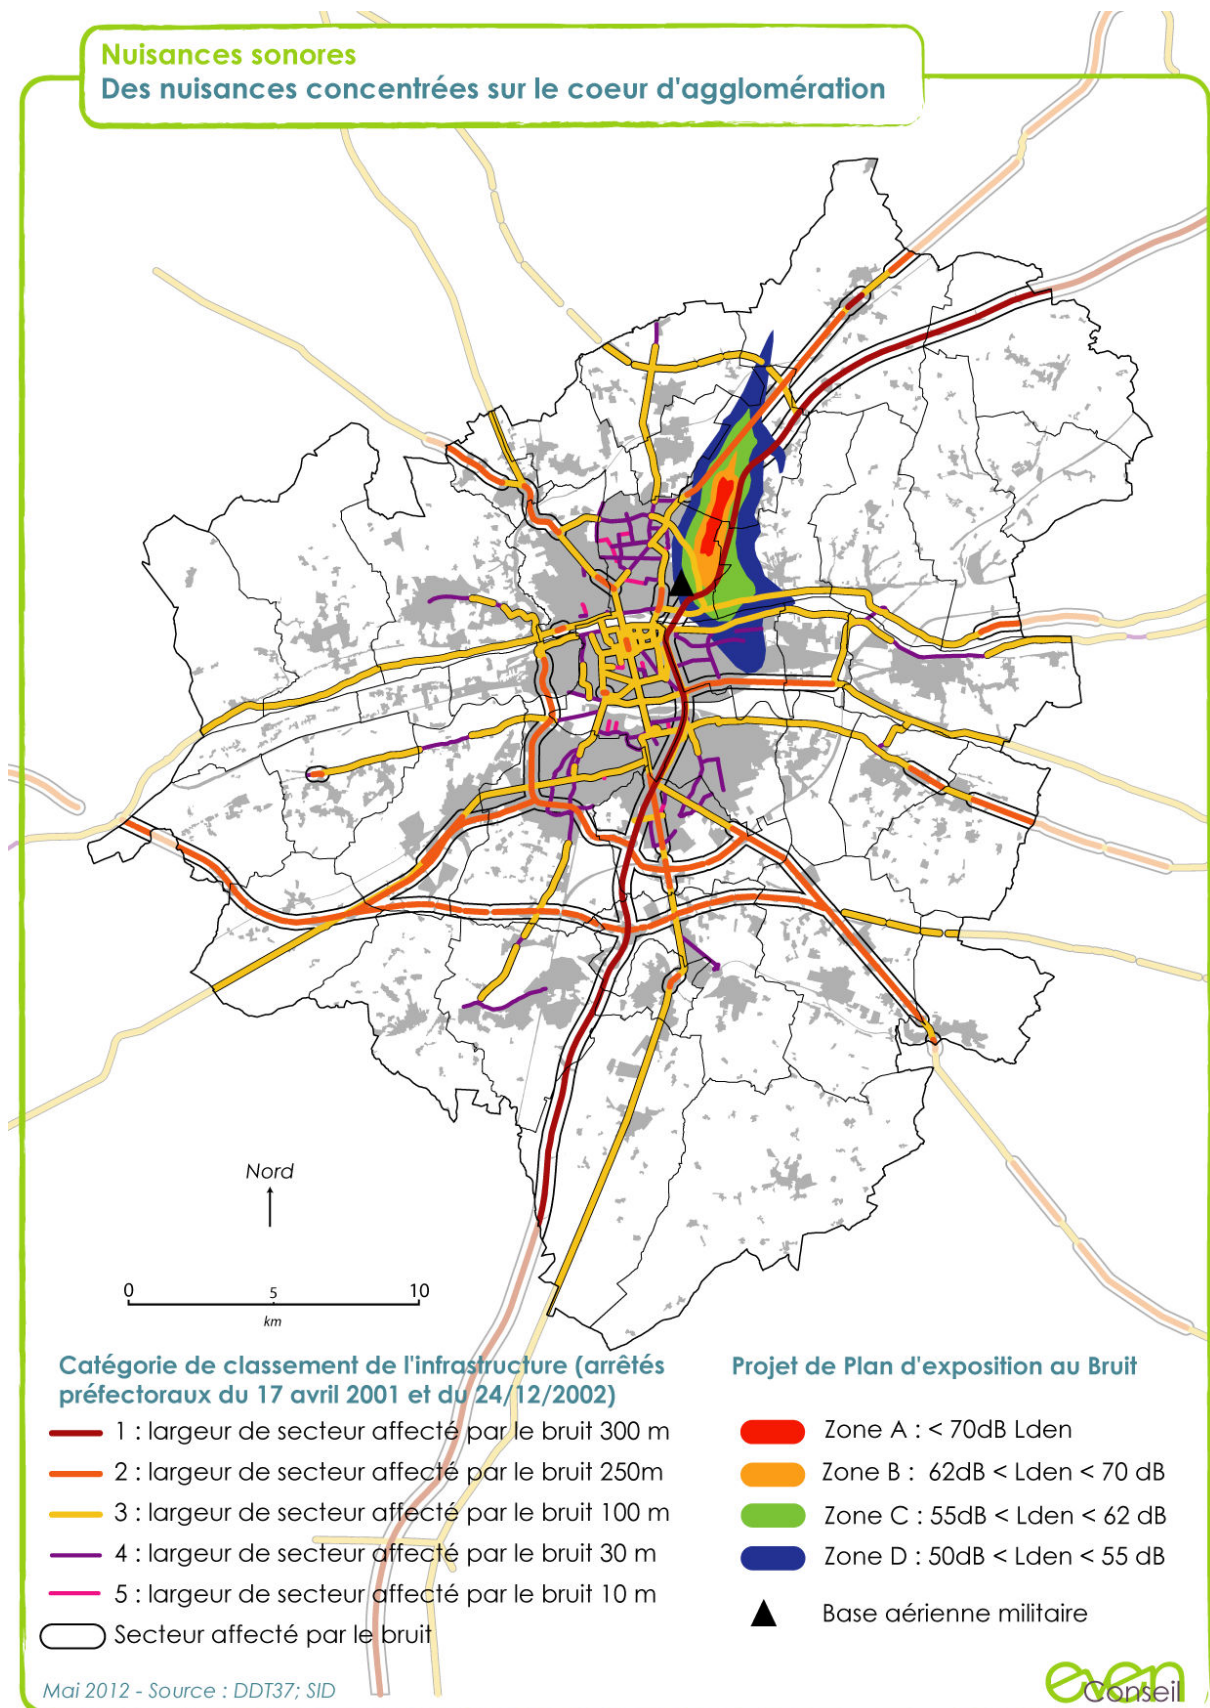 Nuisances sonores
Des nuisances concentrées sur le coeur d'agglomération
Nord
0 5 10
km
Catégorie de classement de l'infrastructure (arrêtés
préfectoraux du 17 avril 2001 et du 24/12/2002)
1 : largeur de secteur affecté par le bruit 300 m
2 : largeur de secteur affecté par le bruit 250m
3 : largeur de secteur affecté par le bruit 100 m
4 : largeur de secteur affecté par le bruit 30 m
5 : largeur de secteur affecté par le bruit 10 m
Secteur affecté par le bruit
Mai 2012 - Source : DDT37; SID
Projet de Plan d'exposition au Bruit
Zone A : < 70dB Lden
Zone B : 62dB < Lden < 70 dB
Zone C : 55dB < Lden < 62 dB
Zone D : 50dB < Lden < 55 dB
Base aérienne militaire
even
Conseil